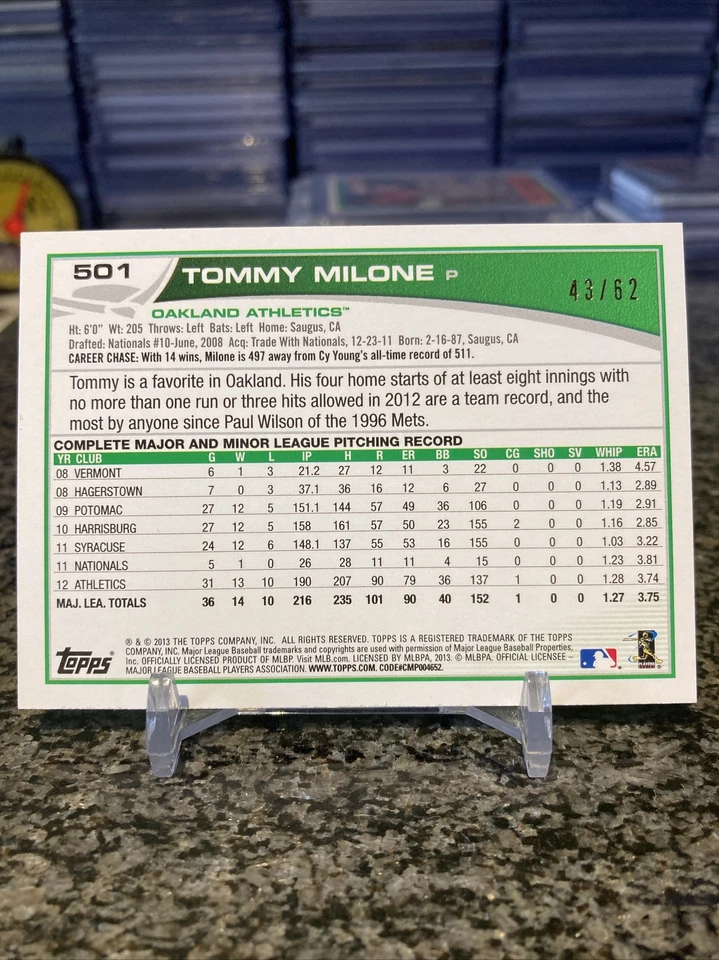 501 TOMMY MILONE P 43/62
OAKLAND ATHLETICS™
Ht: 6'0" Wt: 205 Throws: Left Bats: Left Home: Saugus, CA
Drafted: Nationals #10-June, 2008 Acq: Trade With Nationals, 12-23-11 Born: 2-16-87, Saugus, CA
CAREER CHASE: With 14 wins, Milone is 497 away from Cy Young's all-time record of 511.
Tommy is a favorite in Oakland. His four home starts of at least eight innings with
no more than one run or three hits allowed in 2012 are a team record, and the
most by anyone since Paul Wilson of the 1996 Mets.
COMPLETE MAJOR AND MINOR LEAGUE PITCHING RECORD
YR CLUB G W L IP H R ER BB SO CG SHO SV WHIP ERA
08 VERMONT 6 1 3 21.2 27 12 11 3 22 0 0 0 1.38 4.57
08 HAGERSTOWN 7 0 3 37.1 36 16 12 6 27 0 0 0 1.13 2.89
09 POTOMAC 27 12 5 151.1 144 57 49 36 106 0 0 0 1.19 2.91
10 HARRISBURG 27 12 5 158 161 57 50 23 155 2 0 0 1.16 2.85
11 SYRACUSE 24 12 6 148.1 137 55 53 16 155 0 0 0 1.03 3.22
11 NATIONALS 5 1 0 26 28 11 11 4 15 0 0 0 1.23 3.81
12 ATHLETICS 31 13 10 190 207 90 79 36 137 1 0 0 1.28 3.74
MAJ. LEA. TOTALS 36 14 10 216 235 101 90 40 152 1 0 0 1.27 3.75
® & © 2013 THE TOPPS COMPANY, INC. ALL RIGHTS RESERVED. TOPPS IS A REGISTERED TRADEMARK OF THE TOPPS
COMPANY, INC. Major League Baseball trademarks and copyrights are used with permission of Major League Baseball Properties,
Inc. OFFICIALLY LICENSED PRODUCT OF MLBP. Visit MLB.com. LICENSED BY MLBPA, 2013. © MLBPA. OFFICIAL LICENSEE –
MAJOR LEAGUE BASEBALL PLAYERS ASSOCIATION. WWW.TOPPS.COM. CODE#CMP004652.
Topps®